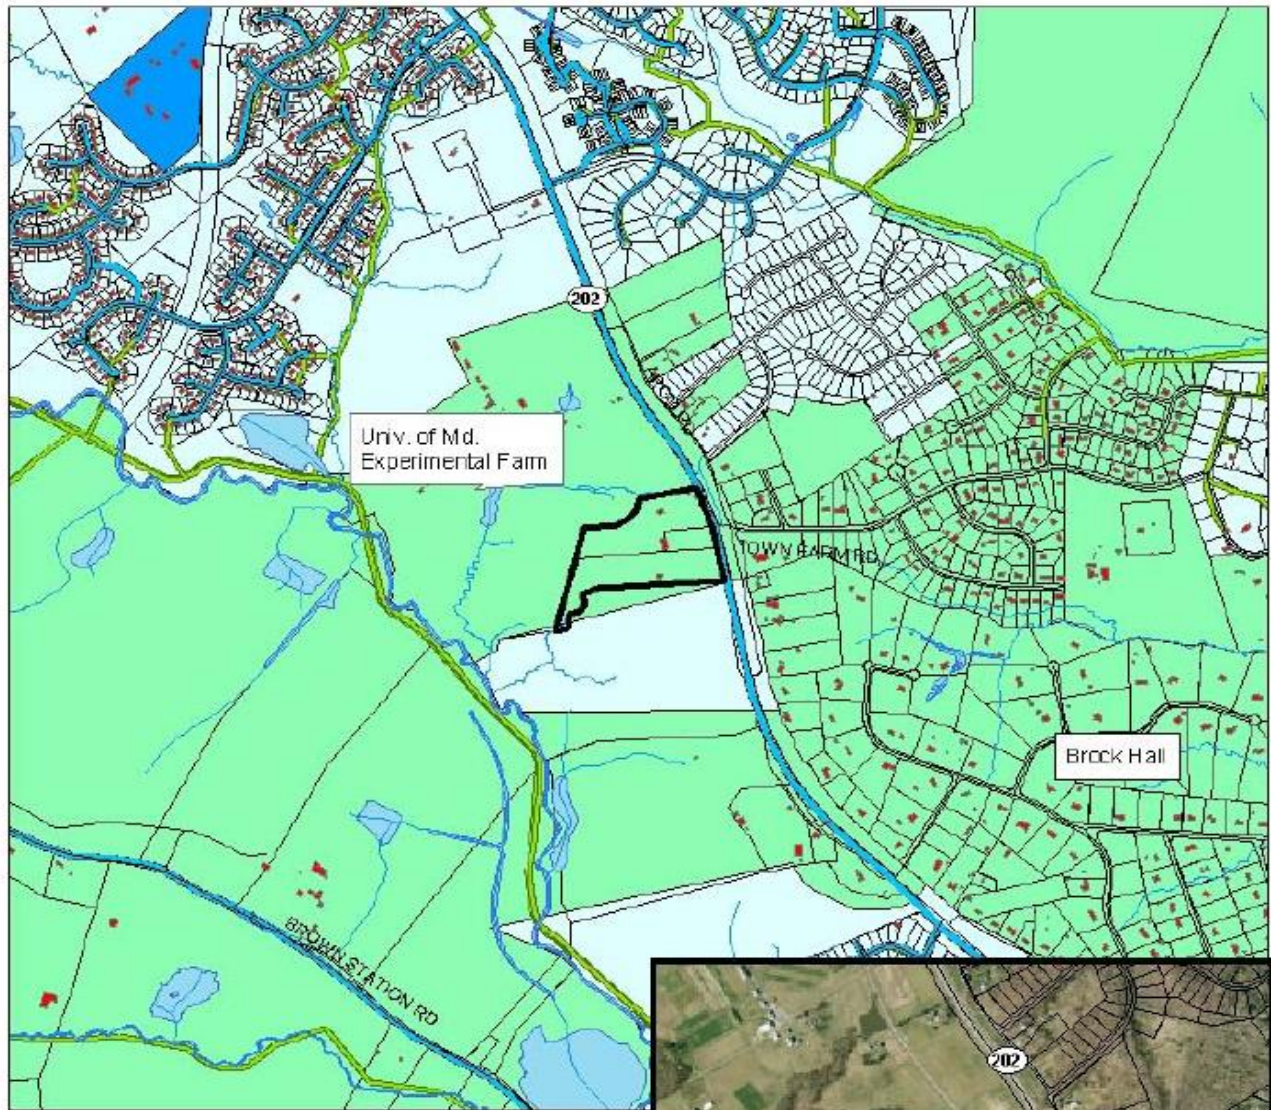 202
Univ. of Md.
Experimental Farm
TOWN FARM RD
Brock Hall
BROWN STATION RD
202